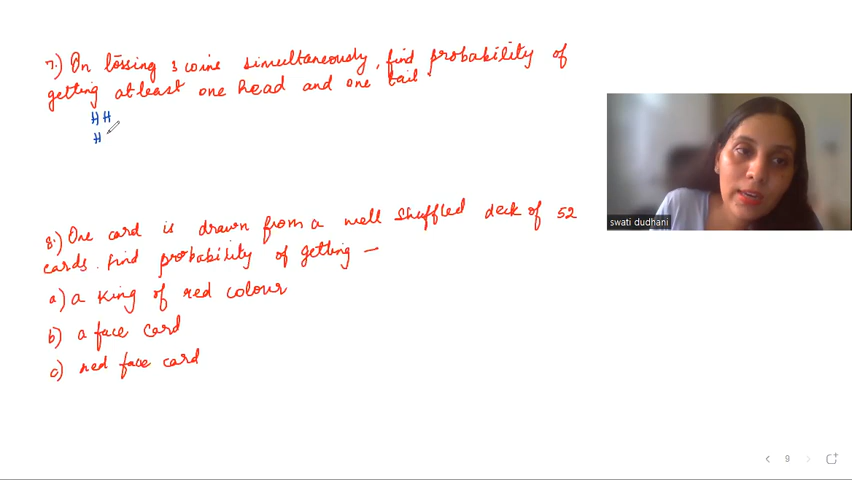 7.) On tossing 3 coins simultaneously, find probability of
getting atleast one head and one tail.
HH
H
8.) One card is drawn from a well shuffled deck of 52
cards. Find probability of getting —
a) a King of red colour
b) a face card
c) red face card
swati dudhani
9